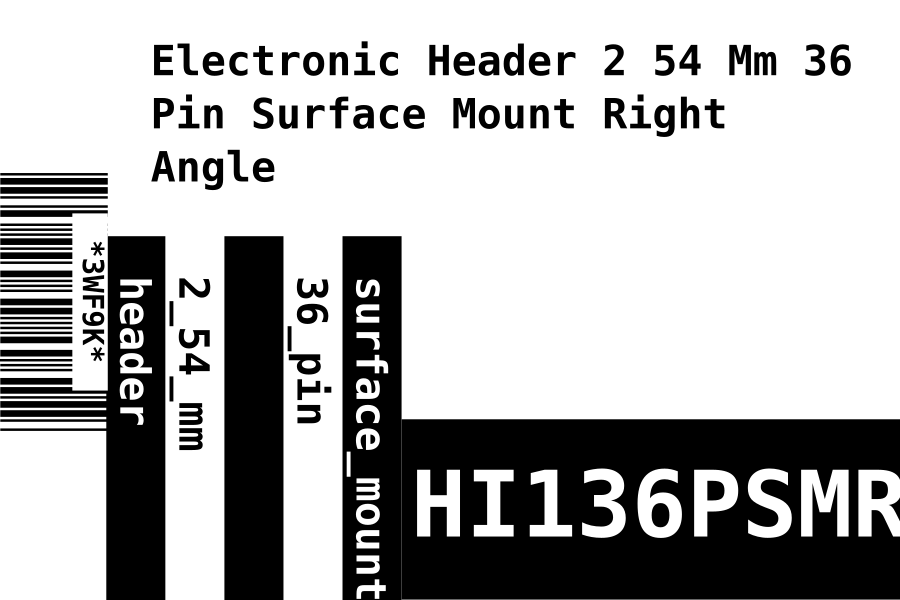 Electronic Header 2 54 Mm 36
Pin Surface Mount Right
Angle
*3WF9K*
header
2_54_mm
36_pin
surface_mount
HI136PSMR